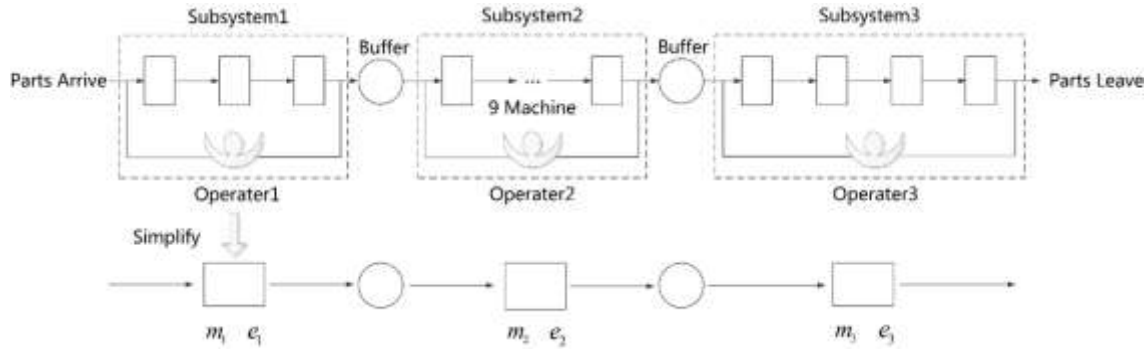 Subsystem1 Subsystem2 Subsystem3
Buffer Buffer
Parts Arrive ... Parts Leave
9 Machine
Operater1 Operater2 Operater3
Simplify
m₁ e₁ m₂ e₂ m₃ e₃